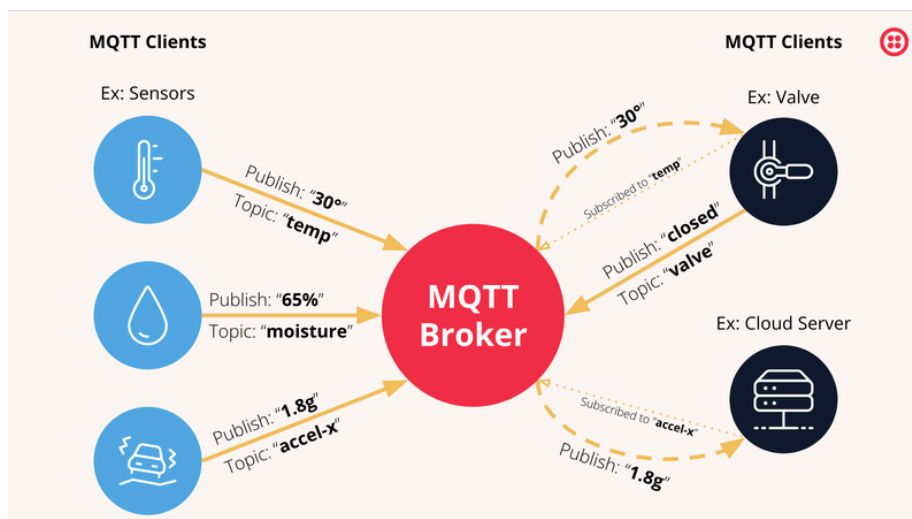 MQTT Clients
MQTT Clients
Ex: Sensors
Ex: Valve
Publish: “30°”
Topic: “temp”
Publish: “30°”
Subscribed to “temp”
Publish: “closed”
Topic: “valve”
Publish: “65%”
Topic: “moisture”
MQTT
Broker
Ex: Cloud Server
Publish: “1.8g”
Topic: “accel-x”
Subscribed to “accel-x”
Publish: “1.8g”